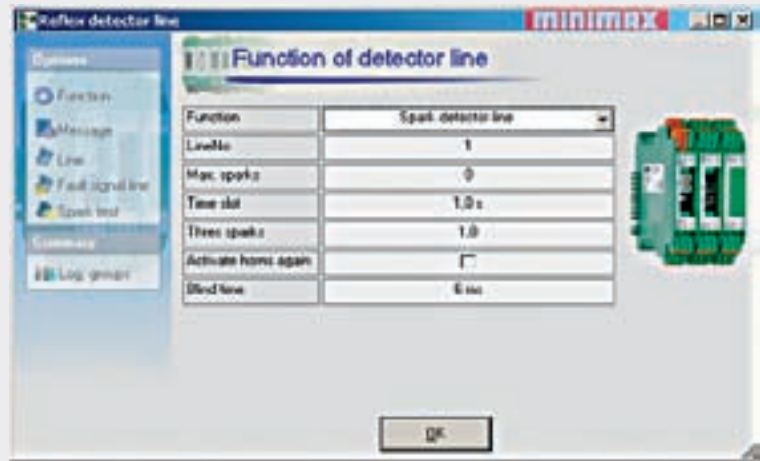 Reflex detector line
minimax
Options
Function
Message
Line
Fault signal line
Spark test
Summary
Log. groups
Function of detector line
Function Spark detector line
LineNo 1
Max. sparks 0
Time slot 1,0 s
Thres sparks 1.0
Activate horns again
Blind time 6 ms
OK